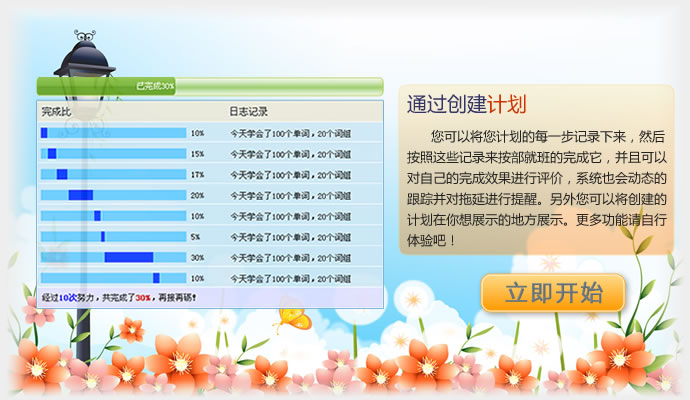 已完成30%
完成比 日志记录
10% 今天学会了100个单词，20个词组
15% 今天学会了100个单词，20个词组
17% 今天学会了100个单词，20个词组
20% 今天学会了100个单词，20个词组
10% 今天学会了100个单词，20个词组
5% 今天学会了100个单词，20个词组
30% 今天学会了100个单词，20个词组
10% 今天学会了100个单词，20个词组
经过10次努力，共完成了30%，再接再砺！
通过创建计划
您可以将您计划的每一步记录下来，然后
按照这些记录来按部就班的完成它，并且可以
对自己的完成效果进行评价，系统也会动态的
跟踪并对拖延进行提醒。另外您可以将创建的
计划在你想展示的地方展示。更多功能请自行
体验吧！
立即开始